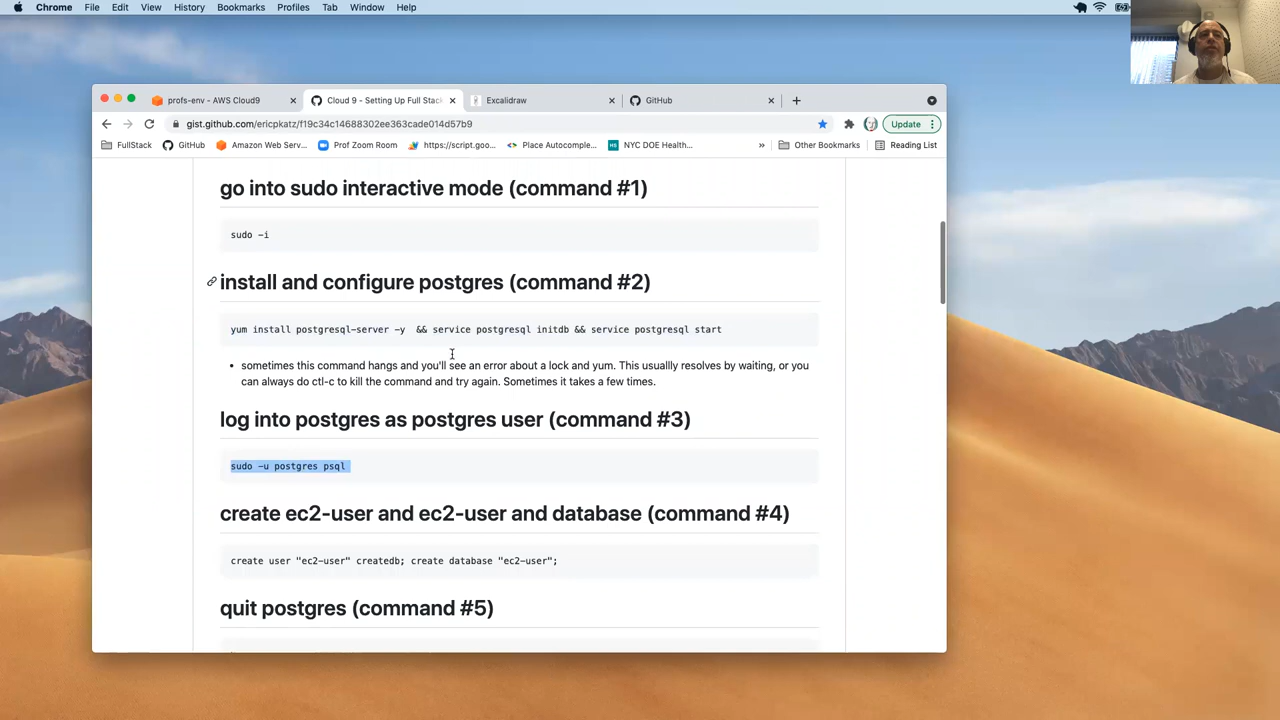 Chrome File Edit View History Bookmarks Profiles Tab Window Help
profs-env - AWS Cloud9 Cloud 9 - Setting Up Full Stack Excalidraw GitHub
gist.github.com/ericpkatz/f19c34c14688302ee363cade014d57b9 Update
FullStack GitHub Amazon Web Serv... Prof Zoom Room https://script.goo... Place Autocomple... NYC DOE Health... » Other Bookmarks Reading List
go into sudo interactive mode (command #1)
sudo -i
install and configure postgres (command #2)
yum install postgresql-server -y && service postgresql initdb && service postgresql start
• sometimes this command hangs and you'll see an error about a lock and yum. This usuallly resolves by waiting, or you
can always do ctl-c to kill the command and try again. Sometimes it takes a few times.
log into postgres as postgres user (command #3)
sudo -u postgres psql
create ec2-user and ec2-user and database (command #4)
create user "ec2-user" createdb; create database "ec2-user";
quit postgres (command #5)